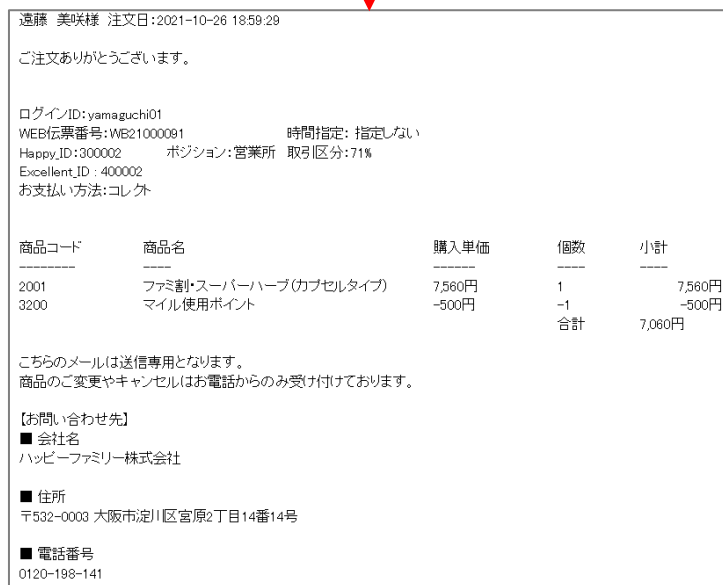 遠藤 美咲様 注文日:2021-10-26 18:59:29
ご注文ありがとうございます。
ログインID:yamaguchi01
WEB伝票番号:WB21000091 時間指定: 指定しない
Happy_ID:300002 ポジション:営業所 取引区分:71%
Excellent_ID : 400002
お支払い方法:コレクト
商品コード 商品名 購入単価 個数 小計
-------- ---- ------ ---- ----
2001 ファミ割・スーパーハーブ(カプセルタイプ) 7,560円 1 7,560円
3200 マイル使用ポイント -500円 -1 -500円
合計 7,060円
こちらのメールは送信専用となります。
商品のご変更やキャンセルはお電話からのみ受け付けております。
【お問い合わせ先】
■ 会社名
ハッピーファミリー株式会社
■ 住所
〒532-0003 大阪市淀川区宮原2丁目14番14号
■ 電話番号
0120-198-141